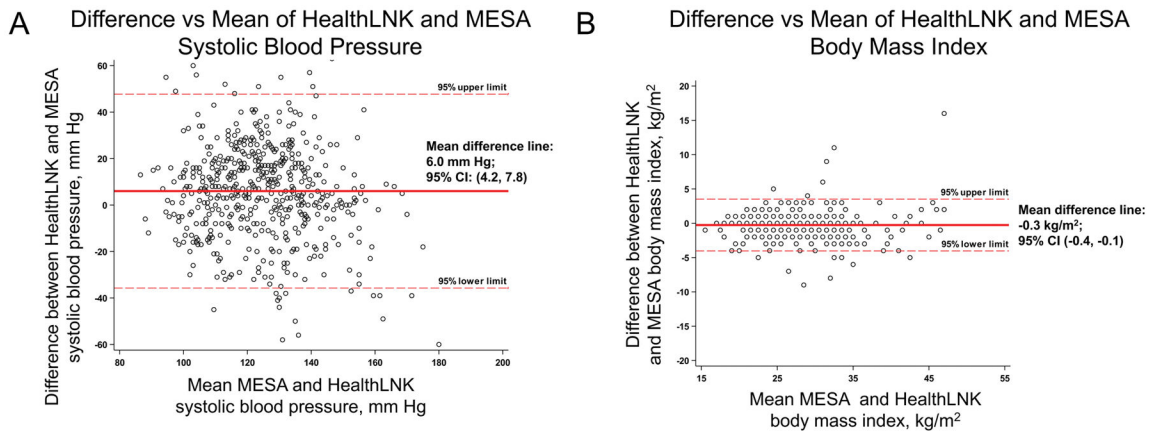 A
Difference vs Mean of HealthLNK and MESA
Systolic Blood Pressure
Difference between HealthLNK and MESA
systolic blood pressure, mm Hg
60
40
20
0
-20
-40
-60
95% upper limit
Mean difference line:
6.0 mm Hg;
95% CI: (4.2, 7.8)
95% lower limit
80 100 120 140 160 180 200
Mean MESA and HealthLNK
systolic blood pressure, mm Hg
B
Difference vs Mean of HealthLNK and MESA
Body Mass Index
Difference between HealthLNK
and MESA body mass index, kg/m²
20
15
10
5
0
-5
-10
-15
-20
95% upper limit
Mean difference line:
-0.3 kg/m²;
95% CI (-0.4, -0.1)
95% lower limit
15 25 35 45 55
Mean MESA and HealthLNK
body mass index, kg/m²